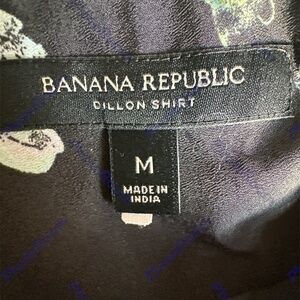 BANANA REPUBLIC
DILLON SHIRT
M
MADE IN
INDIA